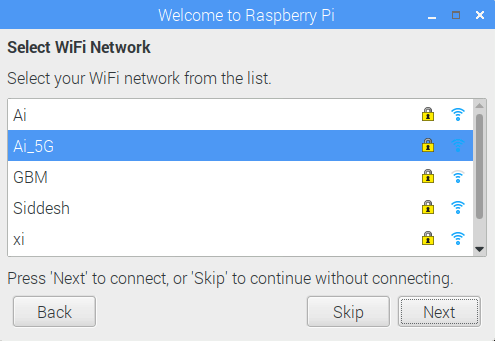 Welcome to Raspberry Pi
Select WiFi Network
Select your WiFi network from the list.
Ai
Ai_5G
GBM
Siddesh
xi
Press 'Next' to connect, or 'Skip' to continue without connecting.
Back Skip Next